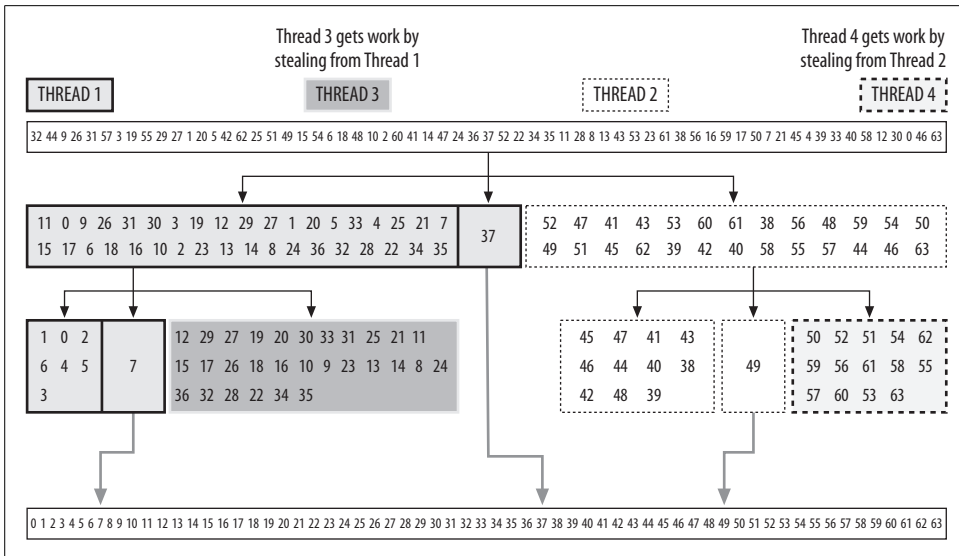 Thread 3 gets work by
stealing from Thread 1
Thread 4 gets work by
stealing from Thread 2
THREAD 1
THREAD 3
THREAD 2
THREAD 4
32 44 9 26 31 57 3 19 55 29 27 1 20 5 42 62 25 51 49 15 54 6 18 48 10 2 60 41 14 47 24 36 37 52 22 34 35 11 28 8 13 43 53 23 61 38 56 16 59 17 50 7 21 45 4 39 33 40 58 12 30 0 46 63
11 0 9 26 31 30 3 19 12 29 27 1 20 5 33 4 25 21 7
15 17 6 18 16 10 2 23 13 14 8 24 36 32 28 22 34 35
37
52 47 41 43 53 60 61 38 56 48 59 54 50
49 51 45 62 39 42 40 58 55 57 44 46 63
1 0 2
6 4 5
3
7
12 29 27 19 20 30 33 31 25 21 11
15 17 26 18 16 10 9 23 13 14 8 24
36 32 28 22 34 35
45 47 41 43
46 44 40 38
42 48 39
49
50 52 51 54 62
59 56 61 58 55
57 60 53 63
0 1 2 3 4 5 6 7 8 9 10 11 12 13 14 15 16 17 18 19 20 21 22 23 24 25 26 27 28 29 30 31 32 33 34 35 36 37 38 39 40 41 42 43 44 45 46 47 48 49 50 51 52 53 54 55 56 57 58 59 60 61 62 63